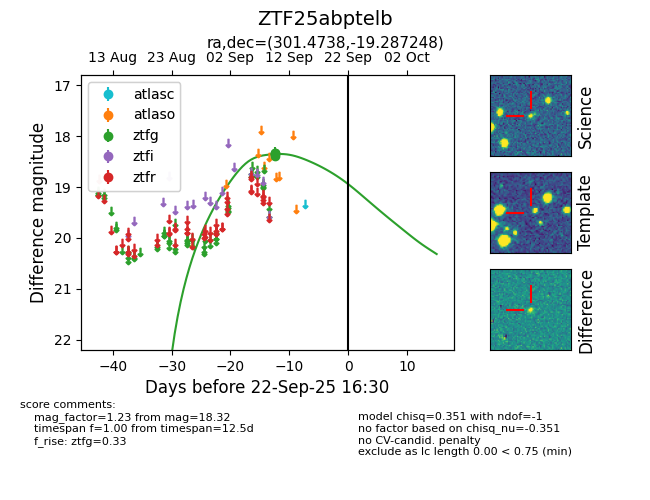 ZTF25abptelb
ra,dec=(301.4738,-19.287248)
13 Aug 23 Aug 02 Sep 12 Sep 22 Sep 02 Oct
17
18
19
20
21
22
Difference magnitude
atlasc
atlaso
ztfg
ztfi
ztfr
−40 −30 −20 −10 0 10
Days before 22-Sep-25 16:30
Science
Template
Difference
score comments:
mag_factor=1.23 from mag=18.32
timespan f=1.00 from timespan=12.5d
f_rise: ztfg=0.33
model chisq=0.351 with ndof=-1
no factor based on chisq_nu=-0.351
no CV-candid. penalty
exclude as lc length 0.00 < 0.75 (min)